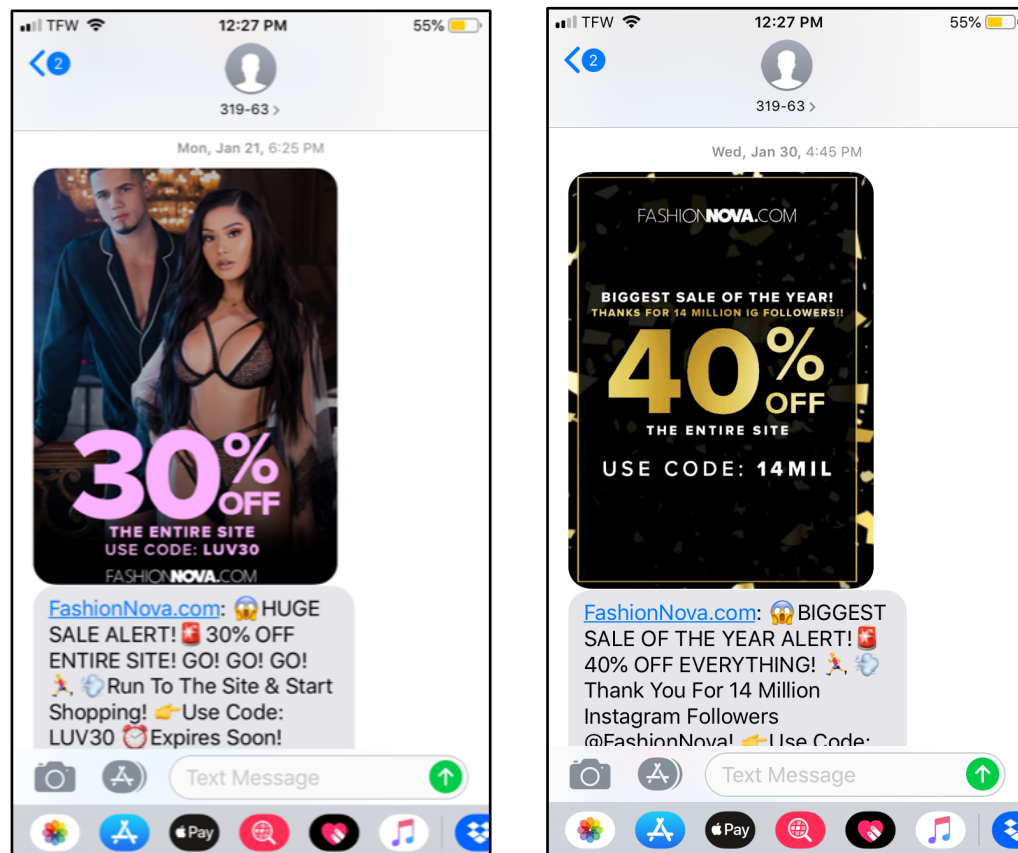 TFW 12:27 PM 55%
2
319-63 >
Mon, Jan 21, 6:25 PM
30% OFF
THE ENTIRE SITE
USE CODE: LUV30
FASHIONNOVA.COM
FashionNova.com: 😱HUGE
SALE ALERT!🚨 30% OFF
ENTIRE SITE! GO! GO! GO!
🏃, 💨Run To The Site & Start
Shopping! 👉Use Code:
LUV30 ⏰Expires Soon!
Text Message
Pay
TFW 12:27 PM 55%
2
319-63 >
Wed, Jan 30, 4:45 PM
FASHIONNOVA.COM
BIGGEST SALE OF THE YEAR!
THANKS FOR 14 MILLION IG FOLLOWERS!!
40% OFF
THE ENTIRE SITE
USE CODE: 14MIL
FashionNova.com: 😱BIGGEST
SALE OF THE YEAR ALERT!🚨
40% OFF EVERYTHING! 🏃, 💨
Thank You For 14 Million
Instagram Followers
@FashionNova! 👉Use Code:
Text Message
Pay